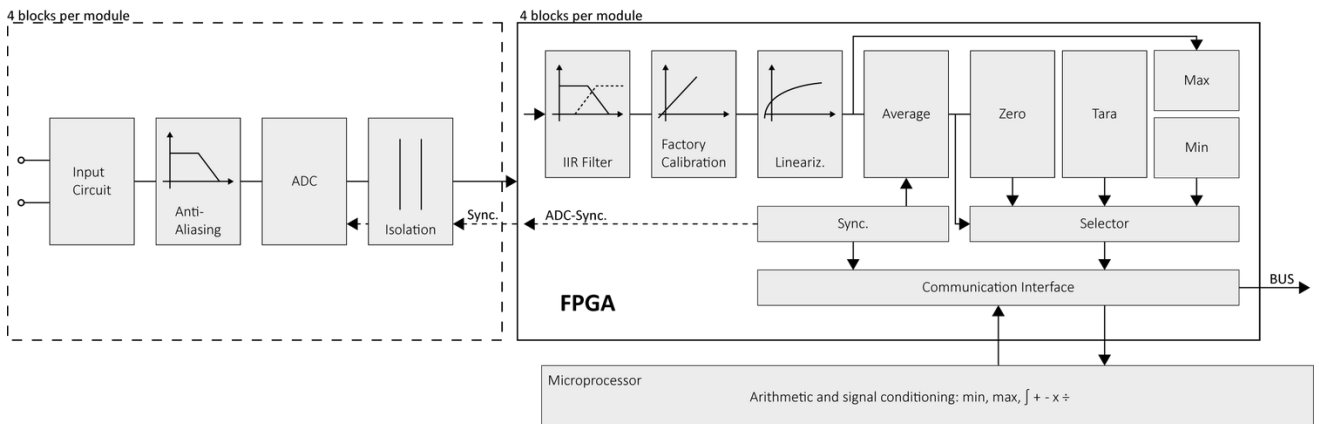 4 blocks per module
4 blocks per module
Input
Circuit
Anti-
Aliasing
ADC
Isolation
Sync.
ADC-Sync.
IIR Filter
Factory
Calibration
Lineariz.
Average
Zero
Tara
Max
Min
Sync.
Selector
Communication Interface
BUS
FPGA
Microprocessor
Arithmetic and signal conditioning: min, max, ∫ + - x ÷